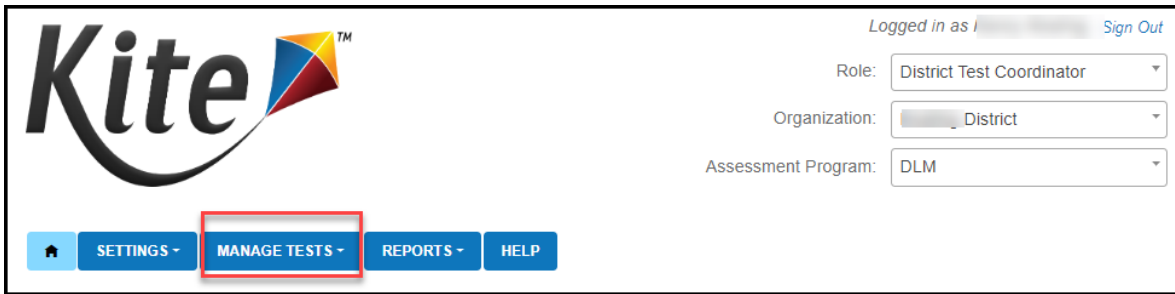 Kite™
Logged in as Sign Out
Role: District Test Coordinator
Organization: District
Assessment Program: DLM
SETTINGS MANAGE TESTS REPORTS HELP